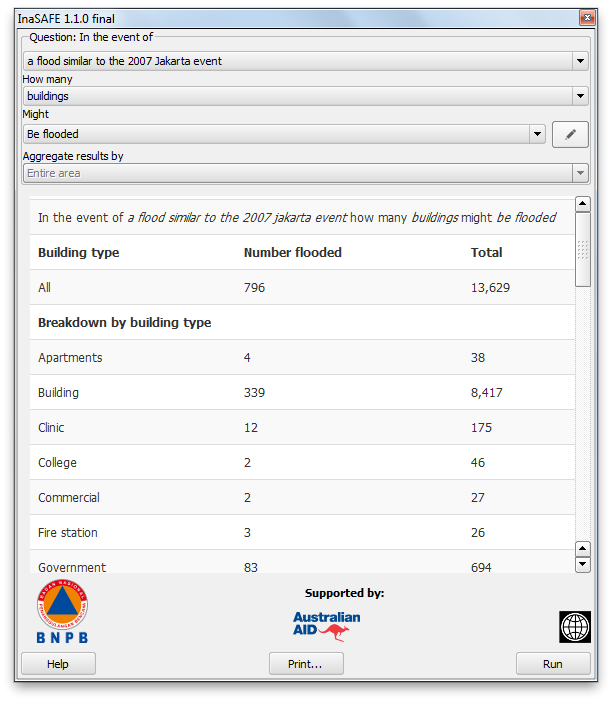 InaSAFE 1.1.0 final
Question: In the event of
a flood similar to the 2007 Jakarta event
How many
buildings
Might
Be flooded
Aggregate results by
Entire area
In the event of a flood similar to the 2007 jakarta event how many buildings might be flooded
Building type Number flooded Total
All 796 13,629
Breakdown by building type
Apartments 4 38
Building 339 8,417
Clinic 12 175
College 2 46
Commercial 2 27
Fire station 3 26
Government 83 694
BADAN NASIONAL
PENANGGULANGAN BENCANA
BNPB
Supported by:
Australian
AID
Help Print... Run